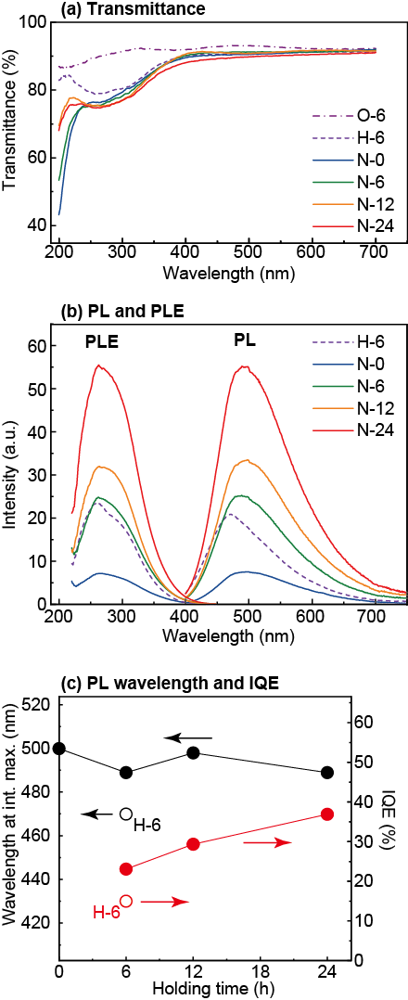 (a) Transmittance
100
80
60
40
Transmittance (%)
O-6
H-6
N-0
N-6
N-12
N-24
200 300 400 500 600 700
Wavelength (nm)
(b) PL and PLE
60
50
40
30
20
10
0
Intensity (a.u.)
PLE
PL
H-6
N-0
N-6
N-12
N-24
200 300 400 500 600 700
Wavelength (nm)
(c) PL wavelength and IQE
520
500
480
460
440
420
Wavelength at int. max. (nm)
H-6
H-6
60
50
40
30
20
10
0
IQE (%)
0 6 12 18 24
Holding time (h)